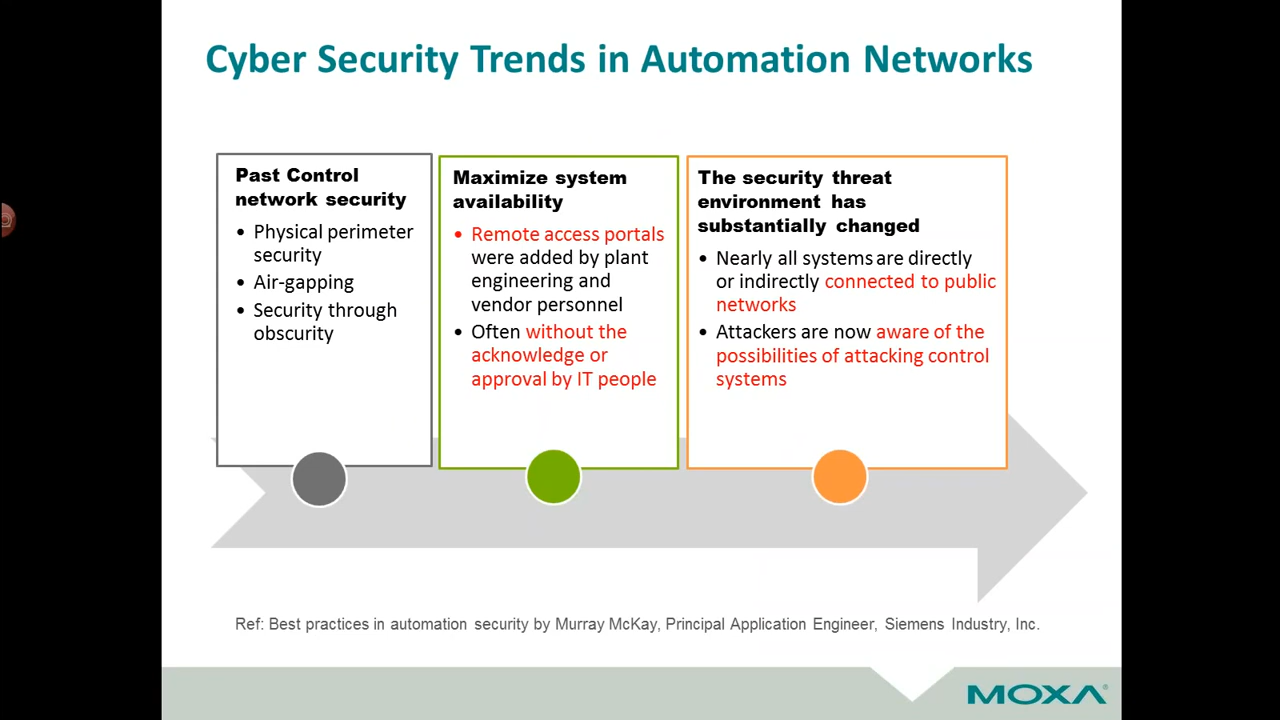 Cyber Security Trends in Automation Networks
Past Control
network security
• Physical perimeter
security
• Air-gapping
• Security through
obscurity
Maximize system
availability
• Remote access portals
were added by plant
engineering and
vendor personnel
• Often without the
acknowledge or
approval by IT people
The security threat
environment has
substantially changed
• Nearly all systems are directly
or indirectly connected to public
networks
• Attackers are now aware of the
possibilities of attacking control
systems
Ref: Best practices in automation security by Murray McKay, Principal Application Engineer, Siemens Industry, Inc.
MOXA®